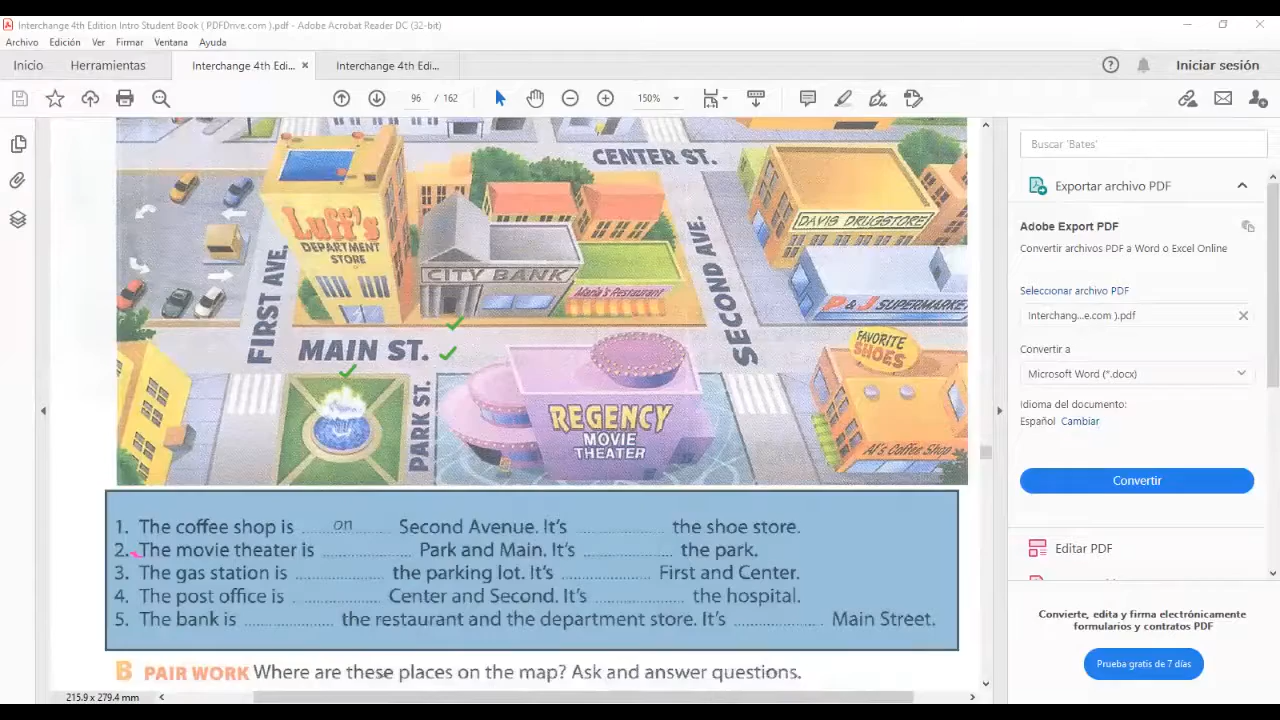 Interchange 4th Edition Intro Student Book ( PDFDrive.com ).pdf - Adobe Acrobat Reader DC (32-bit)
Archivo Edición Ver Firmar Ventana Ayuda
Inicio Herramientas Interchange 4th Edi... × Interchange 4th Edi... Iniciar sesión
96 / 162 150%
CENTER ST.
Luff's
DEPARTMENT
STORE
CITY BANK
Maria's Restaurant
DAVIS DRUGSTORE
P & J SUPERMARKET
FIRST AVE.
SECOND AVE.
MAIN ST.
PARK ST.
REGENCY
MOVIE
THEATER
FAVORITE
SHOES
Al's Coffee Shop
1. The coffee shop is ....on.... Second Avenue. It's .................... the shoe store.
2. The movie theater is .................... Park and Main. It's .................... the park.
3. The gas station is .................... the parking lot. It's .................... First and Center.
4. The post office is .................... Center and Second. It's .................... the hospital.
5. The bank is .................... the restaurant and the department store. It's .................... Main Street.
B PAIR WORK Where are these places on the map? Ask and answer questions.
215.9 x 279.4 mm
Buscar 'Bates'
Exportar archivo PDF
Adobe Export PDF
Convertir archivos PDF a Word o Excel Online
Seleccionar archivo PDF
Interchang...e.com ).pdf
Convertir a
Microsoft Word (*.docx)
Idioma del documento:
Español Cambiar
Convertir
Editar PDF
Convierte, edita y firma electrónicamente
formularios y contratos PDF
Prueba gratis de 7 días